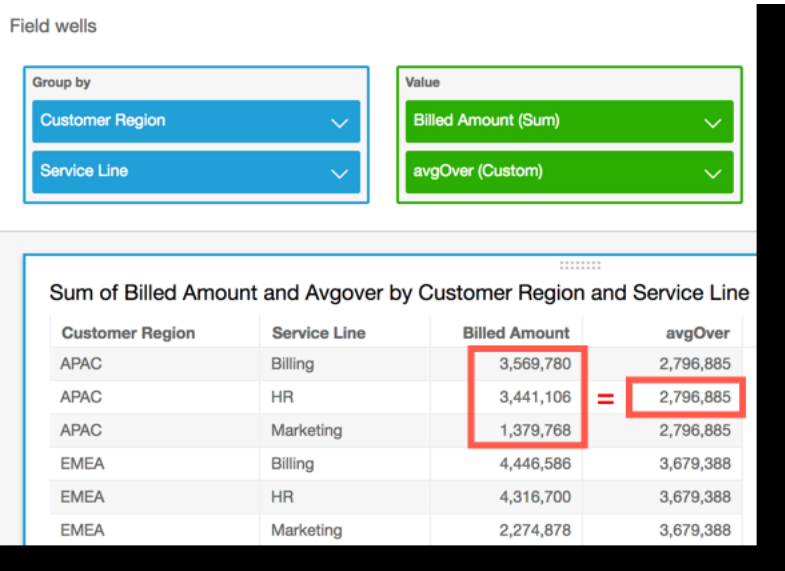 Field wells
Group by
Value
Customer Region
Billed Amount (Sum)
Service Line
avgOver (Custom)
Sum of Billed Amount and Avgover by Customer Region and Service Line
Customer Region Service Line Billed Amount avgOver
APAC Billing 3,569,780 2,796,885
APAC HR 3,441,106 = 2,796,885
APAC Marketing 1,379,768 2,796,885
EMEA Billing 4,446,586 3,679,388
EMEA HR 4,316,700 3,679,388
EMEA Marketing 2,274,878 3,679,388